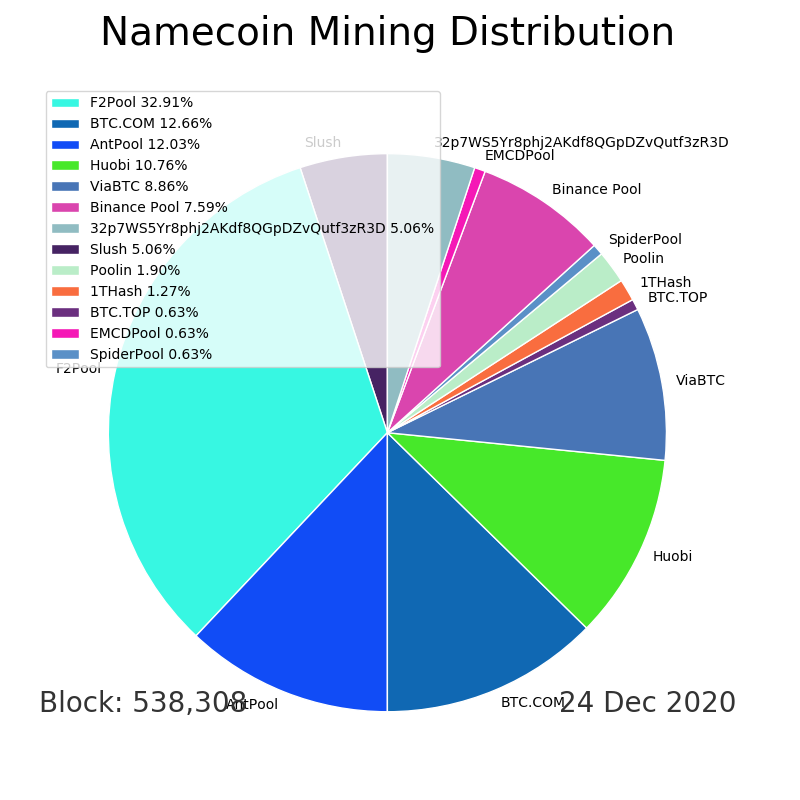 Namecoin Mining Distribution
F2Pool 32.91%
BTC.COM 12.66%
AntPool 12.03%
Huobi 10.76%
ViaBTC 8.86%
Binance Pool 7.59%
32p7WS5Yr8phj2AKdf8QGpDZvQutf3zR3D 5.06%
Slush 5.06%
Poolin 1.90%
1THash 1.27%
BTC.TOP 0.63%
EMCDPool 0.63%
SpiderPool 0.63%
Slush
32p7WS5Yr8phj2AKdf8QGpDZvQutf3zR3D
EMCDPool
Binance Pool
SpiderPool
Poolin
1THash
BTC.TOP
F2Pool
ViaBTC
Huobi
AntPool
BTC.COM
Block: 538,308
24 Dec 2020